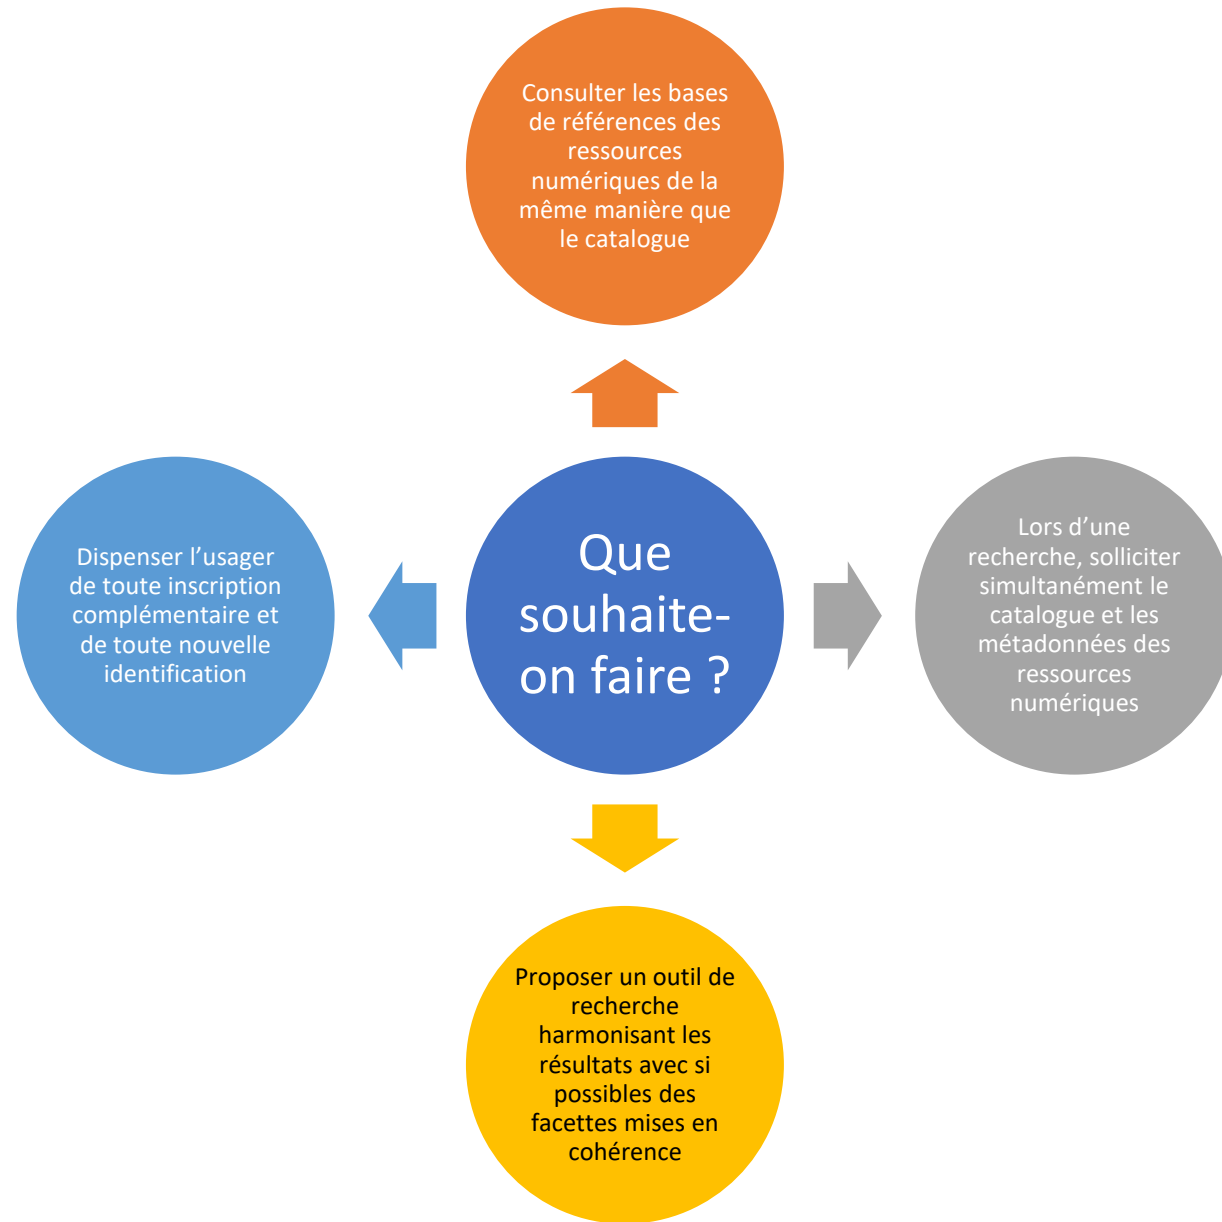 Consulter les bases
de références des
ressources
numériques de la
même manière que
le catalogue
Dispenser l’usager
de toute inscription
complémentaire et
de toute nouvelle
identification
Que
souhaite-
on faire ?
Lors d’une
recherche, solliciter
simultanément le
catalogue et les
métadonnées des
ressources
numériques
Proposer un outil de
recherche
harmonisant les
résultats avec si
possibles des
facettes mises en
cohérence